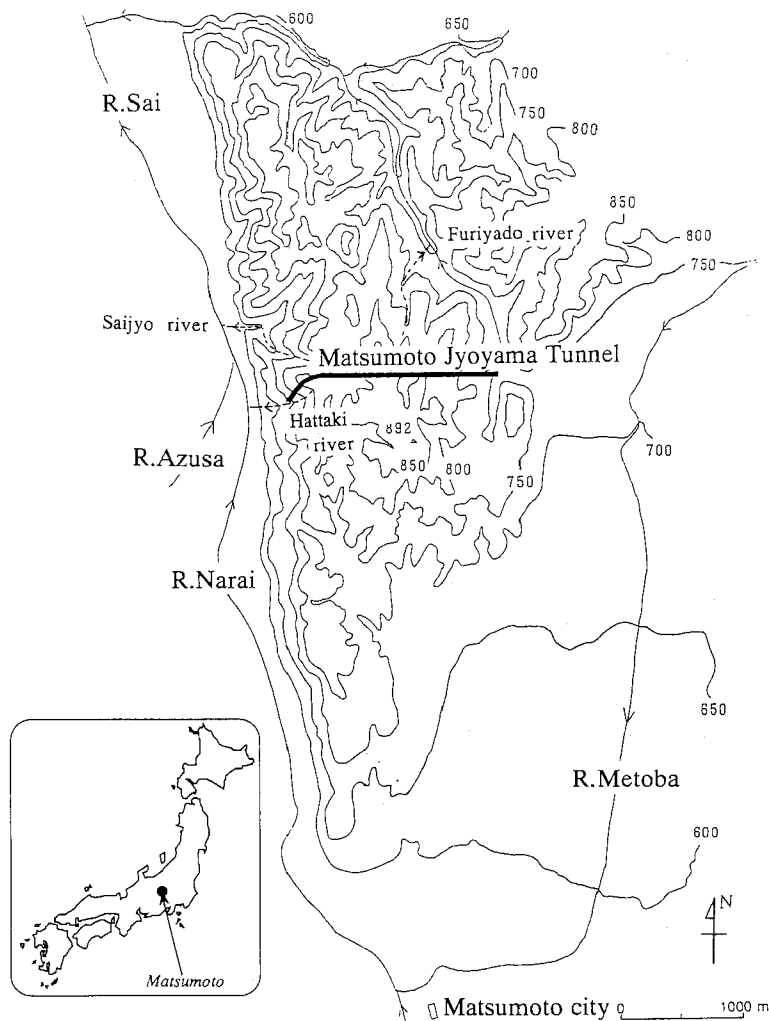 600
650
700
750
800
R.Sai
850
Furiyado river
800
750
Saijyo river
Matsumoto Jyoyama Tunnel
Hattaki
river
892
850
800
750
700
R.Azusa
R.Narai
650
R.Metoba
600
N
Matsumoto
Matsumoto city
0
1000 m